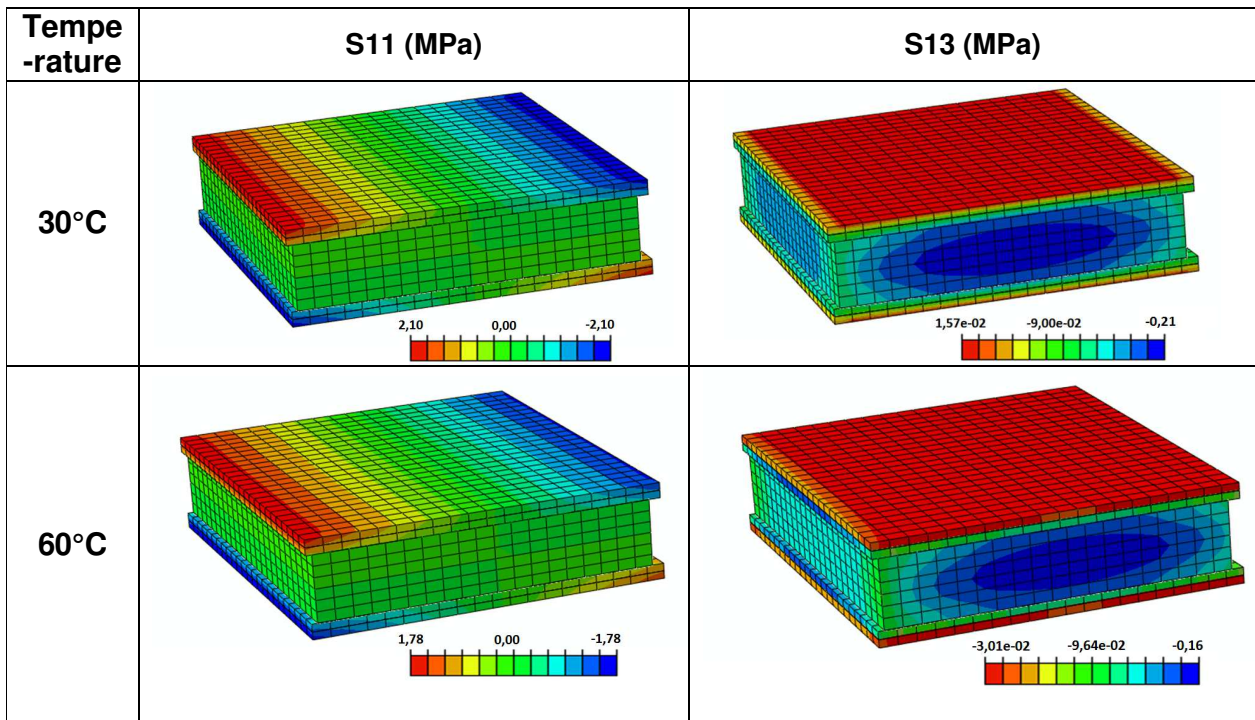 Tempe
-rature
S11 (MPa)
S13 (MPa)
30°C
2,10 0,00 -2,10
1,57e-02 -9,00e-02 -0,21
60°C
1,78 0,00 -1,78
-3,01e-02 -9,64e-02 -0,16